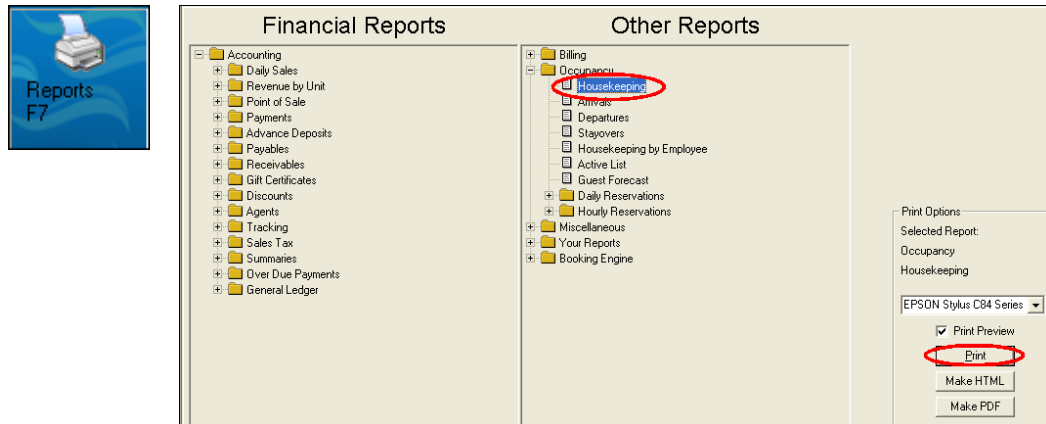 Reports
F7
Financial Reports
Accounting
Daily Sales
Revenue by Unit
Point of Sale
Payments
Advance Deposits
Payables
Receivables
Gift Certificates
Discounts
Agents
Tracking
Sales Tax
Summaries
Over Due Payments
General Ledger
Other Reports
Billing
Occupancy
Housekeeping
Arrivals
Departures
Stayovers
Housekeeping by Employee
Active List
Guest Forecast
Daily Reservations
Hourly Reservations
Miscellaneous
Your Reports
Booking Engine
Print Options
Selected Report:
Occupancy
Housekeeping
EPSON Stylus C84 Series
Print Preview
Print
Make HTML
Make PDF